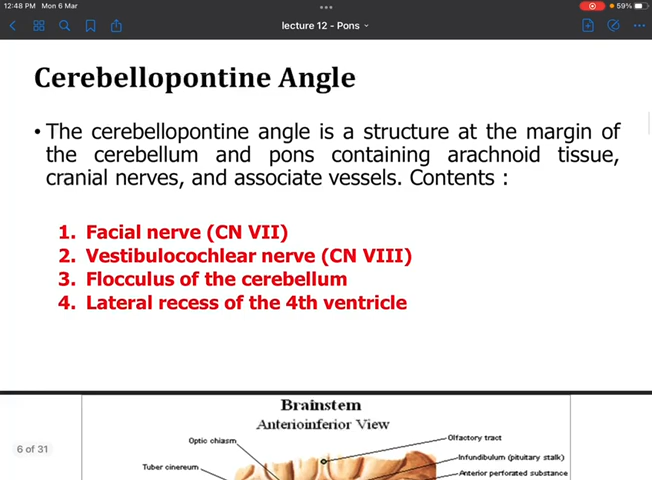 12:48 PM Mon 6 Mar
59%
lecture 12 - Pons
Cerebellopontine Angle
• The cerebellopontine angle is a structure at the margin of
the cerebellum and pons containing arachnoid tissue,
cranial nerves, and associate vessels. Contents :
1. Facial nerve (CN VII)
2. Vestibulocochlear nerve (CN VIII)
3. Flocculus of the cerebellum
4. Lateral recess of the 4th ventricle
Brainstem
Anterioinferior View
6 of 31
Optic chiasm
Olfactory tract
Infundibulum (pituitary stalk)
Tuber cinereum
Anterior perforated substance